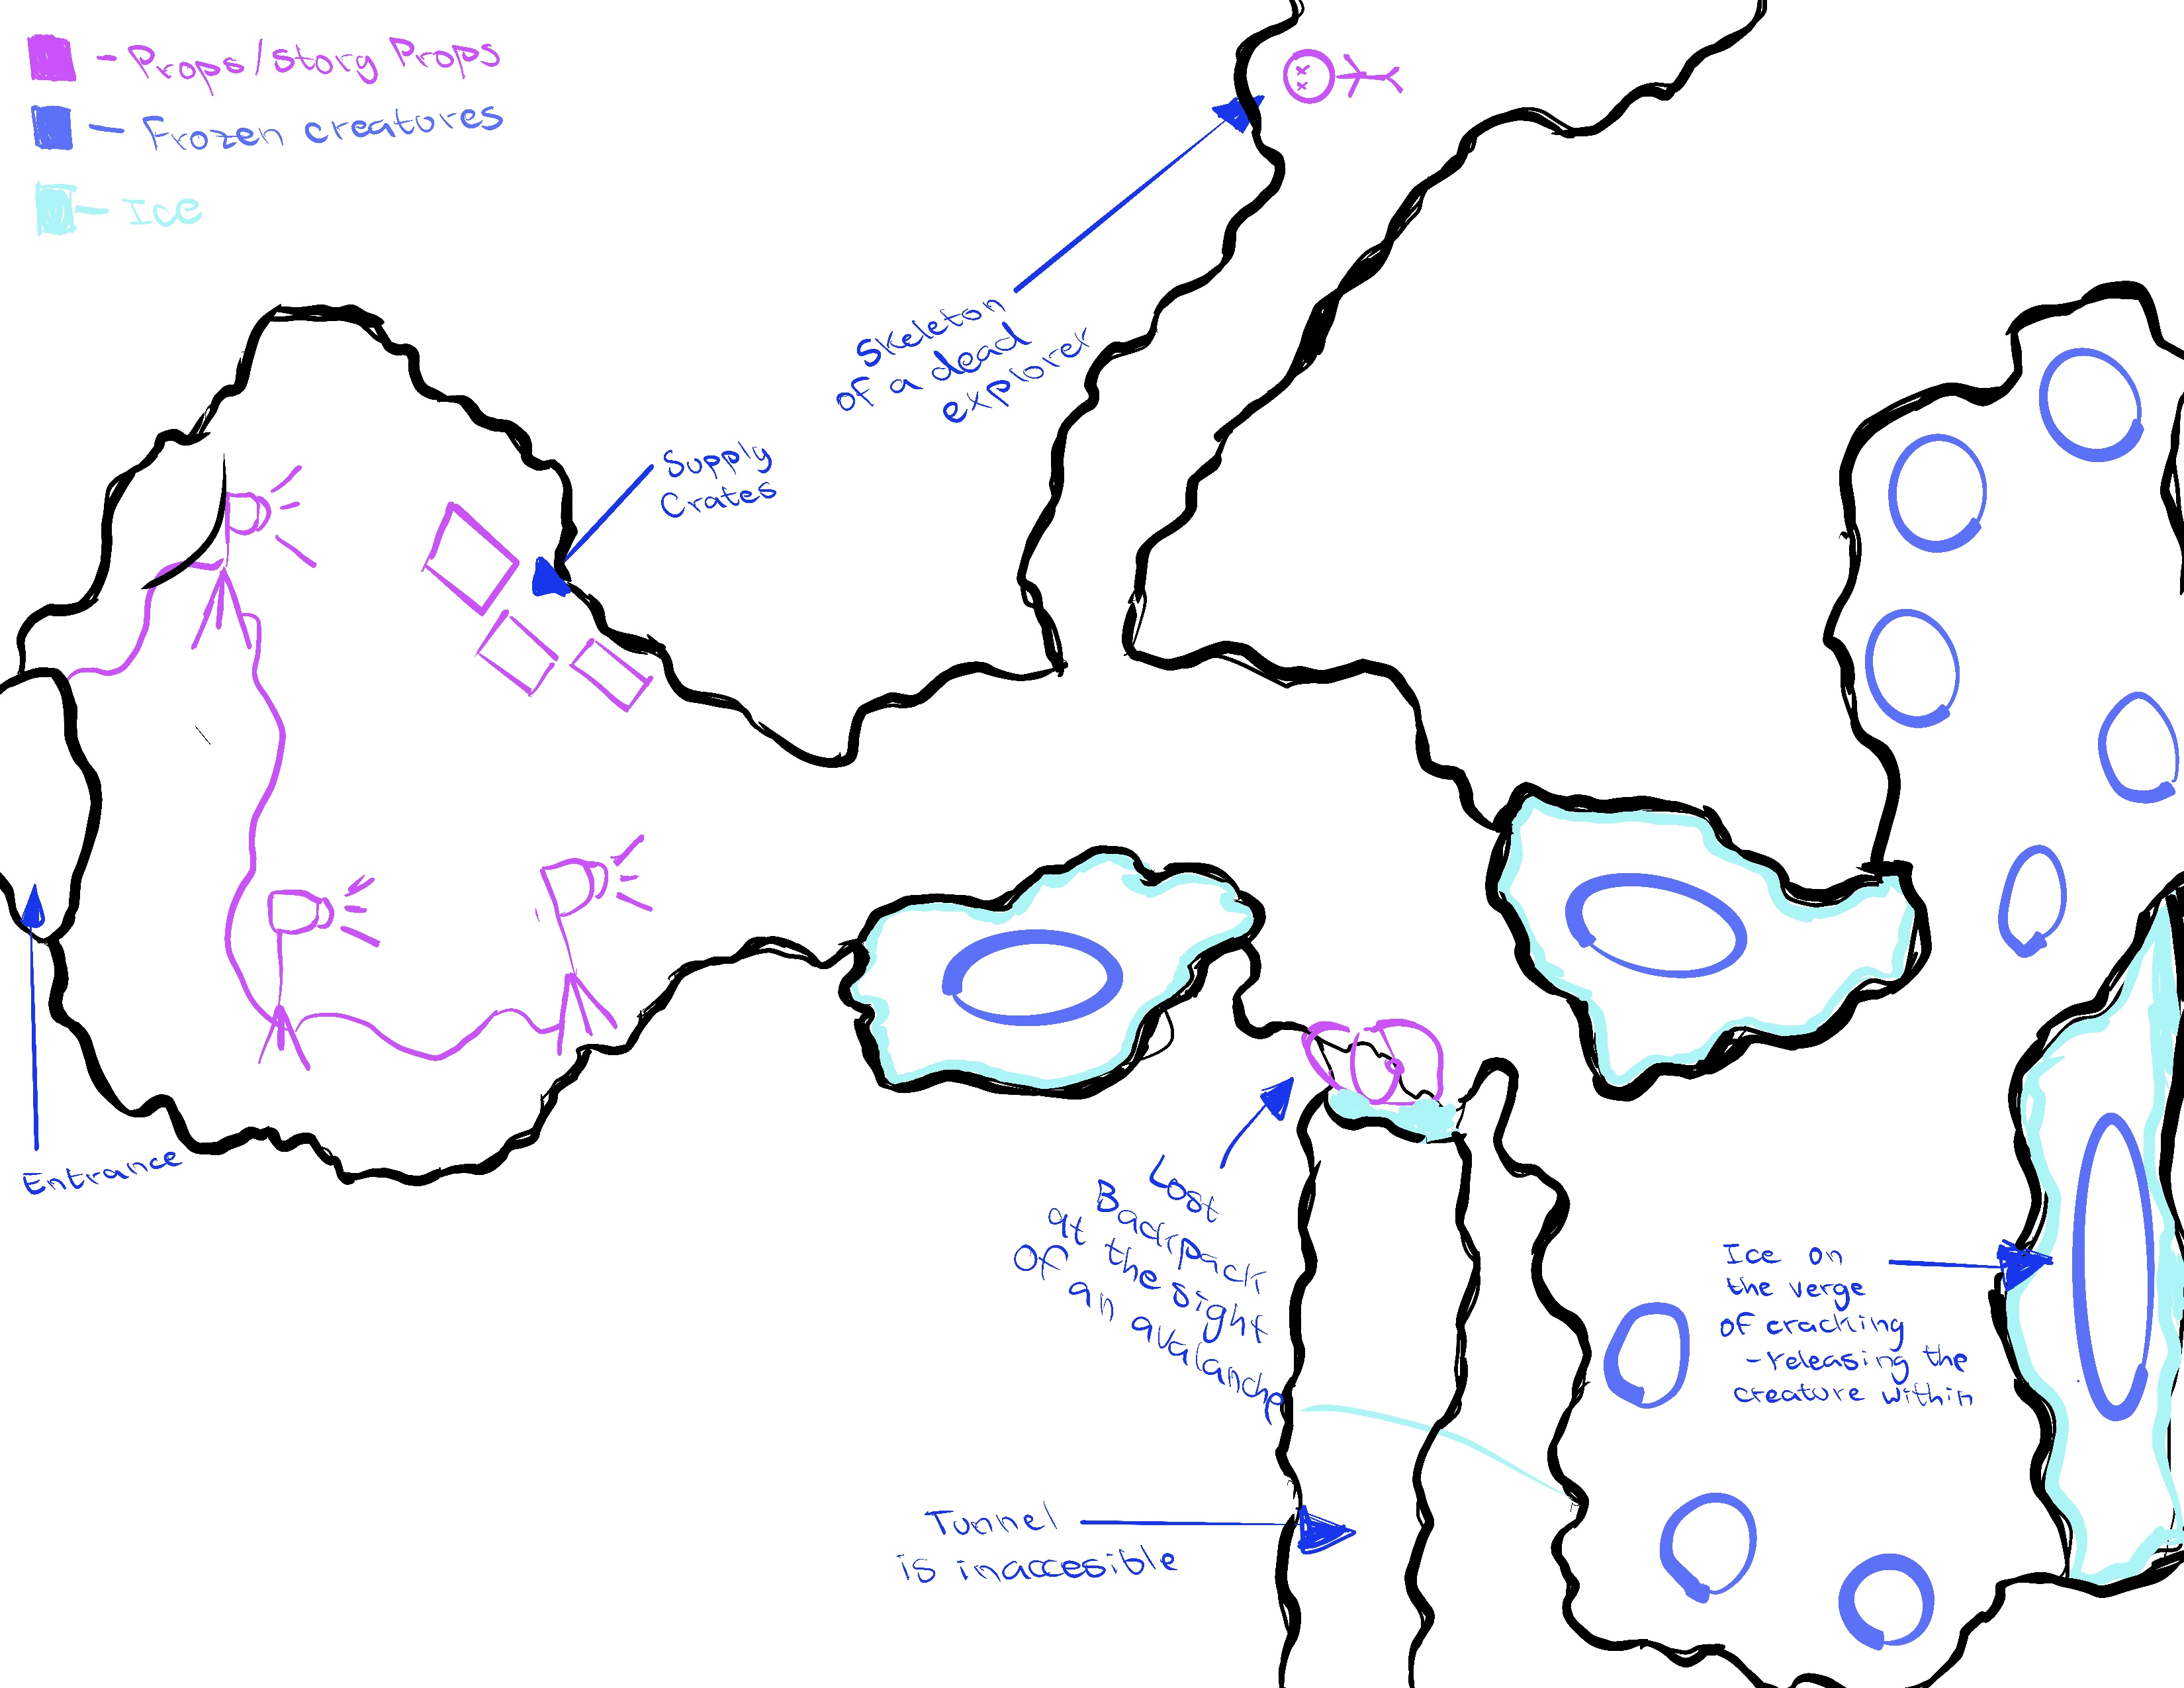 - Props/story Props
- Frozen creatures
- Ice
Skeleton
of a dead
explorer
Supply
Crates
Entrance
Lost
Backpack
at the sight
Of an avalanche
Ice on
the verge
of cracking
-releasing the
creature within
Tunnel
is inaccesible